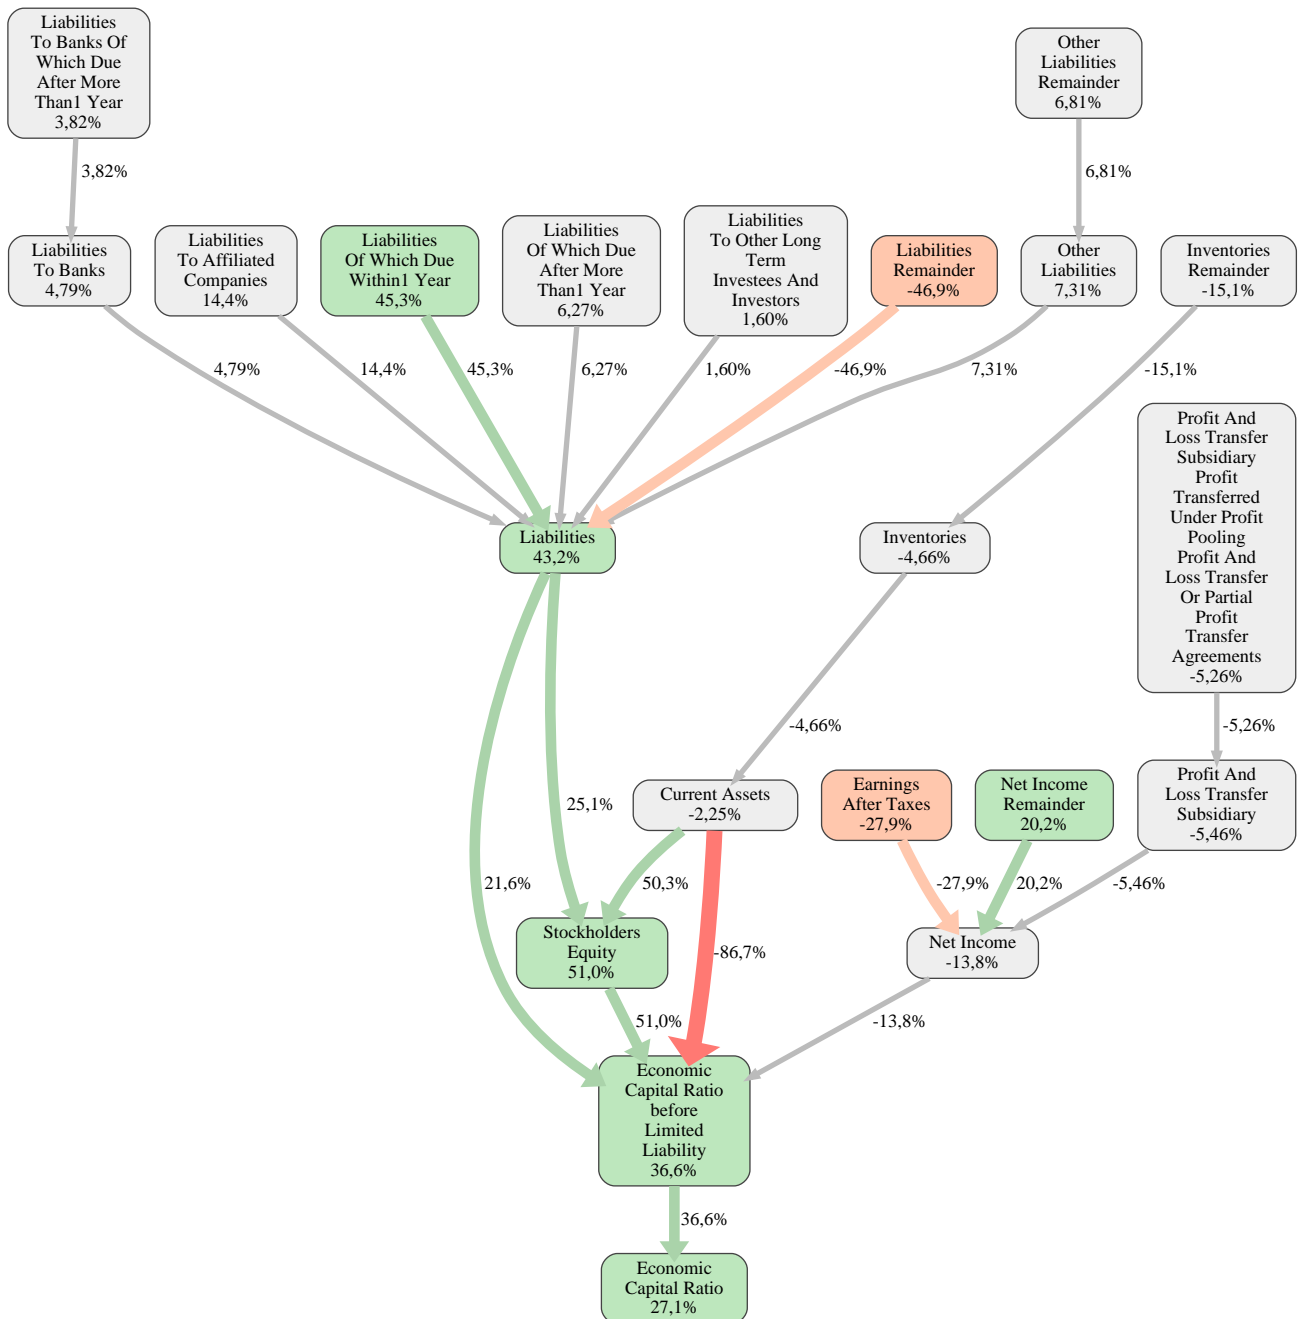 Liabilities
To Banks Of
Which Due
After More
Than1 Year
3,82%
Other
Liabilities
Remainder
6,81%
3,82%
6,81%
Liabilities
To Banks
4,79%
Liabilities
To Affiliated
Companies
14,4%
Liabilities
Of Which Due
Within1 Year
45,3%
Liabilities
Of Which Due
After More
Than1 Year
6,27%
Liabilities
To Other Long
Term
Investees And
Investors
1,60%
Liabilities
Remainder
-46,9%
Other
Liabilities
7,31%
Inventories
Remainder
-15,1%
4,79%
14,4%
45,3%
6,27%
1,60%
-46,9%
7,31%
-15,1%
Profit And
Loss Transfer
Subsidiary
Profit
Transferred
Under Profit
Pooling
Profit And
Loss Transfer
Or Partial
Profit
Transfer
Agreements
-5,26%
Liabilities
43,2%
Inventories
-4,66%
-4,66%
-5,26%
Current Assets
-2,25%
Earnings
After Taxes
-27,9%
Net Income
Remainder
20,2%
Profit And
Loss Transfer
Subsidiary
-5,46%
25,1%
21,6%
50,3%
-27,9%
20,2%
-5,46%
Stockholders
Equity
51,0%
-86,7%
Net Income
-13,8%
51,0%
-13,8%
Economic
Capital Ratio
before
Limited
Liability
36,6%
36,6%
Economic
Capital Ratio
27,1%